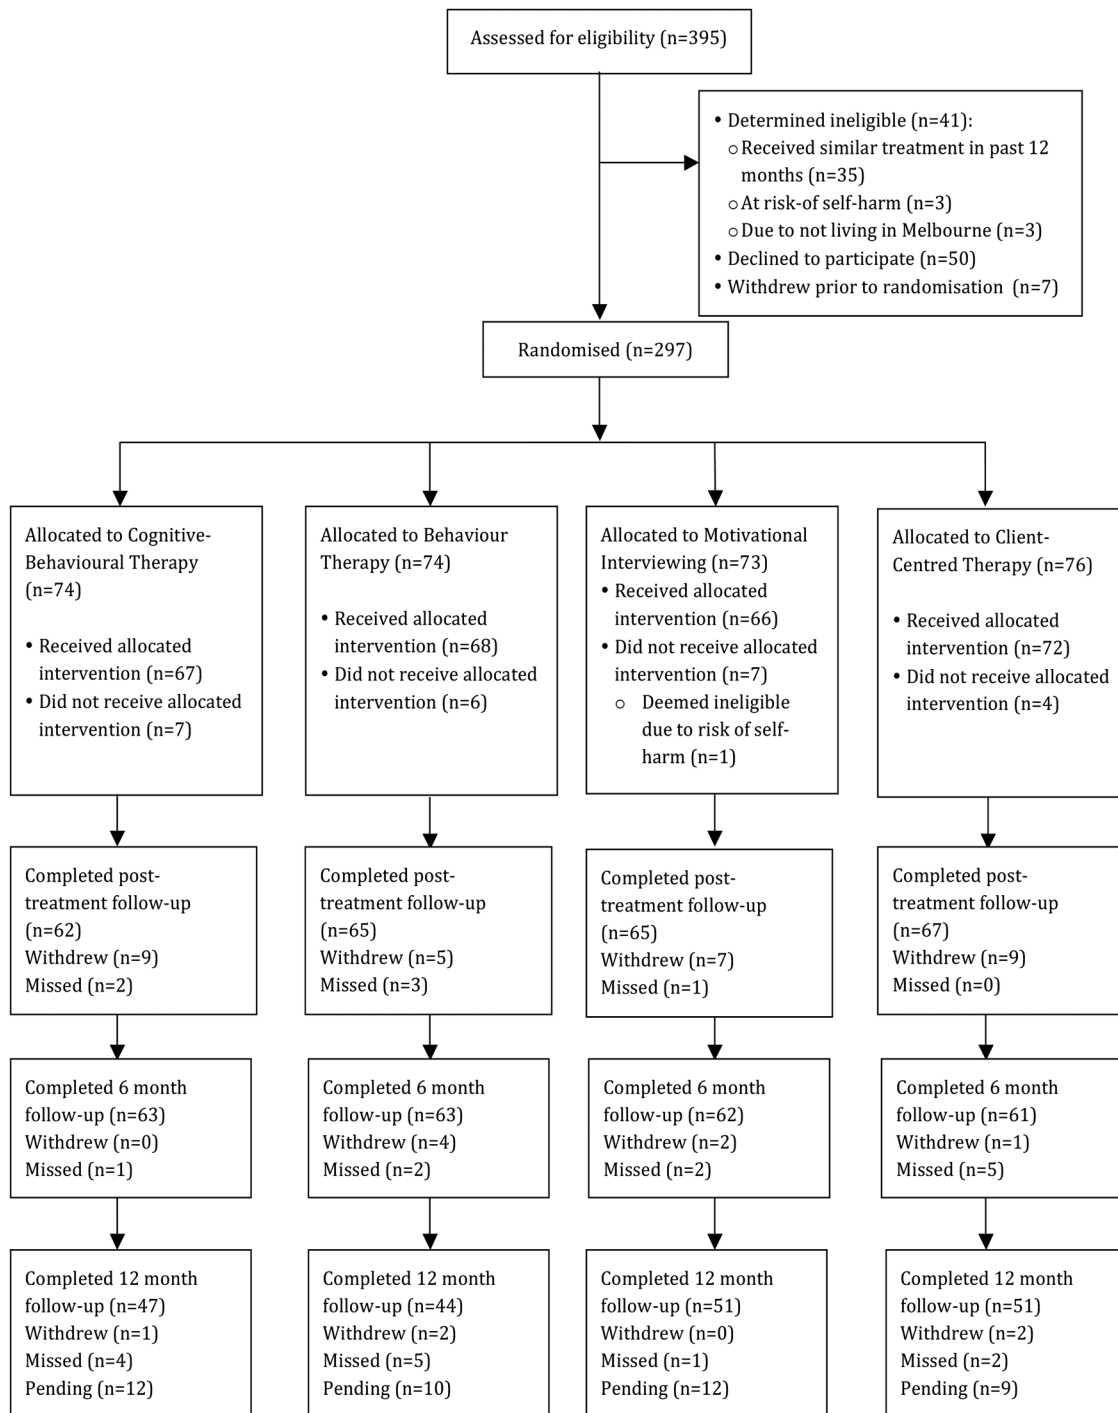 Assessed for eligibility (n=395)
• Determined ineligible (n=41):
o Received similar treatment in past 12
months (n=35)
o At risk-of self-harm (n=3)
o Due to not living in Melbourne (n=3)
• Declined to participate (n=50)
• Withdrew prior to randomisation (n=7)
Randomised (n=297)
Allocated to Cognitive-
Behavioural Therapy
(n=74)
• Received allocated
intervention (n=67)
• Did not receive allocated
intervention (n=7)
Allocated to Behaviour
Therapy (n=74)
• Received allocated
intervention (n=68)
• Did not receive allocated
intervention (n=6)
Allocated to Motivational
Interviewing (n=73)
• Received allocated
intervention (n=66)
• Did not receive allocated
intervention (n=7)
o Deemed ineligible
due to risk of self-
harm (n=1)
Allocated to Client-
Centred Therapy (n=76)
• Received allocated
intervention (n=72)
• Did not receive allocated
intervention (n=4)
Completed post-
treatment follow-up
(n=62)
Withdrew (n=9)
Missed (n=2)
Completed post-
treatment follow-up
(n=65)
Withdrew (n=5)
Missed (n=3)
Completed post-
treatment follow-up
(n=65)
Withdrew (n=7)
Missed (n=1)
Completed post-
treatment follow-up
(n=67)
Withdrew (n=9)
Missed (n=0)
Completed 6 month
follow-up (n=63)
Withdrew (n=0)
Missed (n=1)
Completed 6 month
follow-up (n=63)
Withdrew (n=4)
Missed (n=2)
Completed 6 month
follow-up (n=62)
Withdrew (n=2)
Missed (n=2)
Completed 6 month
follow-up (n=61)
Withdrew (n=1)
Missed (n=5)
Completed 12 month
follow-up (n=47)
Withdrew (n=1)
Missed (n=4)
Pending (n=12)
Completed 12 month
follow-up (n=44)
Withdrew (n=2)
Missed (n=5)
Pending (n=10)
Completed 12 month
follow-up (n=51)
Withdrew (n=0)
Missed (n=1)
Pending (n=12)
Completed 12 month
follow-up (n=51)
Withdrew (n=2)
Missed (n=2)
Pending (n=9)